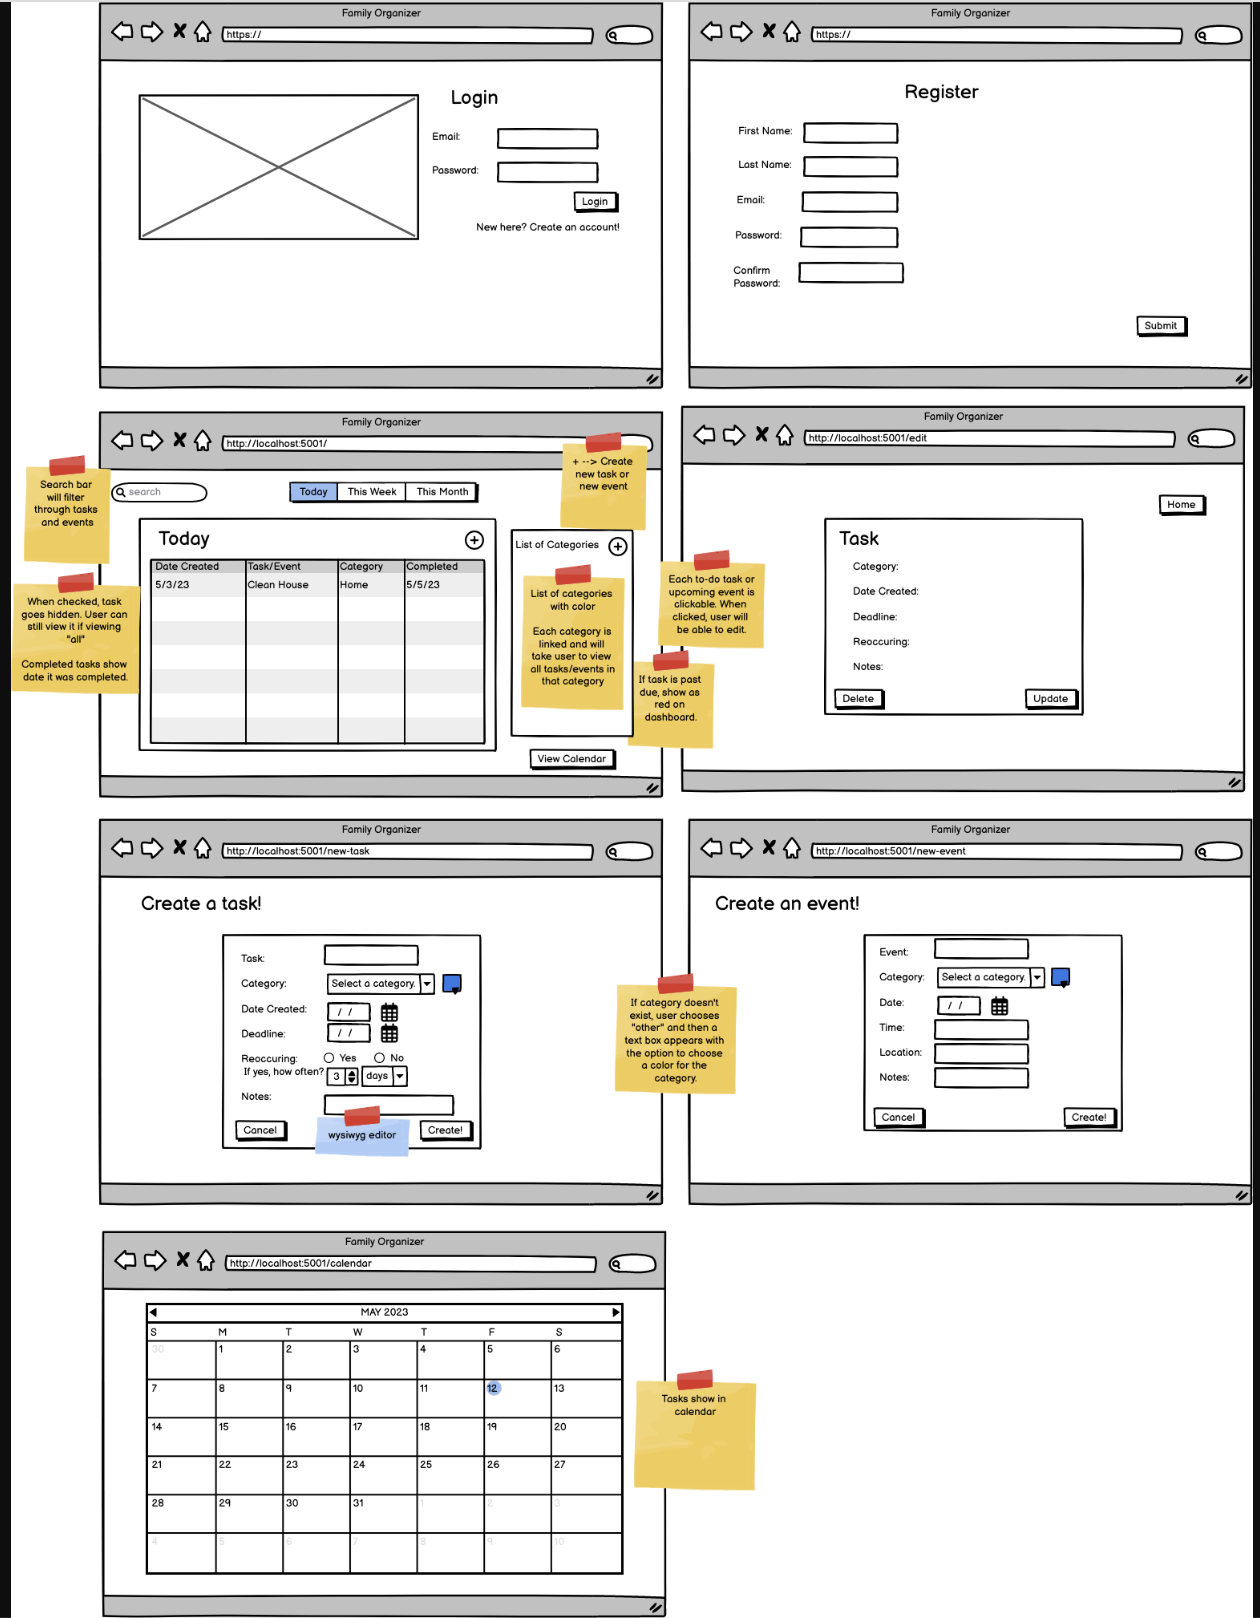 Family Organizer
https://
Login
Email:
Password:
Login
New here? Create an account!
Family Organizer
https://
Register
First Name:
Last Name:
Email:
Password:
Confirm
Password:
Submit
Family Organizer
http://localhost:5001/
Search bar
will filter
through tasks
and events
search
Today
This Week
This Month
+ --> Create
new task or
new event
When checked, task
goes hidden. User can
still view it if viewing
"all"
Completed tasks show
date it was completed.
Today
Date Created Task/Event Category Completed
5/3/23 Clean House Home 5/5/23
List of Categories
List of categories
with color
Each category is
linked and will
take user to view
all tasks/events in
that category
If task is past
due, show as
red on
dashboard.
View Calendar
Family Organizer
http://localhost:5001/edit
Home
Each to-do task or
upcoming event is
clickable. When
clicked, user will
be able to edit.
Task
Category:
Date Created:
Deadline:
Reoccuring:
Notes:
Delete
Update
Family Organizer
http://localhost:5001/new-task
Create a task!
Task:
Category: Select a category.
Date Created: / /
Deadline: / /
Reoccuring: Yes No
If yes, how often? 3 days
Notes:
Cancel
wysiwyg editor
Create!
Family Organizer
http://localhost:5001/new-event
Create an event!
If category doesn't
exist, user chooses
"other" and then a
text box appears with
the option to choose
a color for the
category.
Event:
Category: Select a category.
Date: / /
Time:
Location:
Notes:
Cancel
Create!
Family Organizer
http://localhost:5001/calendar
MAY 2023
S M T W T F S
30 1 2 3 4 5 6
7 8 9 10 11 12 13
14 15 16 17 18 19 20
21 22 23 24 25 26 27
28 29 30 31 1 2 3
4 5 6 7 8 9 10
Tasks show in
calendar